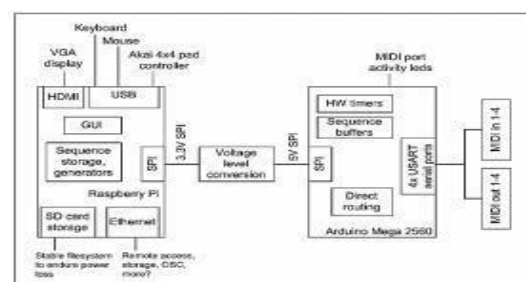 Keyboard
Mouse
VGA
display
Akai 4x4 pad
controller
MIDI port
activity leds
HDMI
USB
HW timers
GUI
Sequence
buffers
Sequence
storage,
generators
SPI
3.3V SPI
Voltage
level
conversion
5V SPI
SPI
4x USART
aerial ports
MIDI in 1-4
MIDI out 1-4
Raspberry Pi
Direct
routing
SD card
storage
Ethernet
Arduino Mega 2560
Stable filesystem
to endure power
loss
Remote access,
storage, OSC,
more?